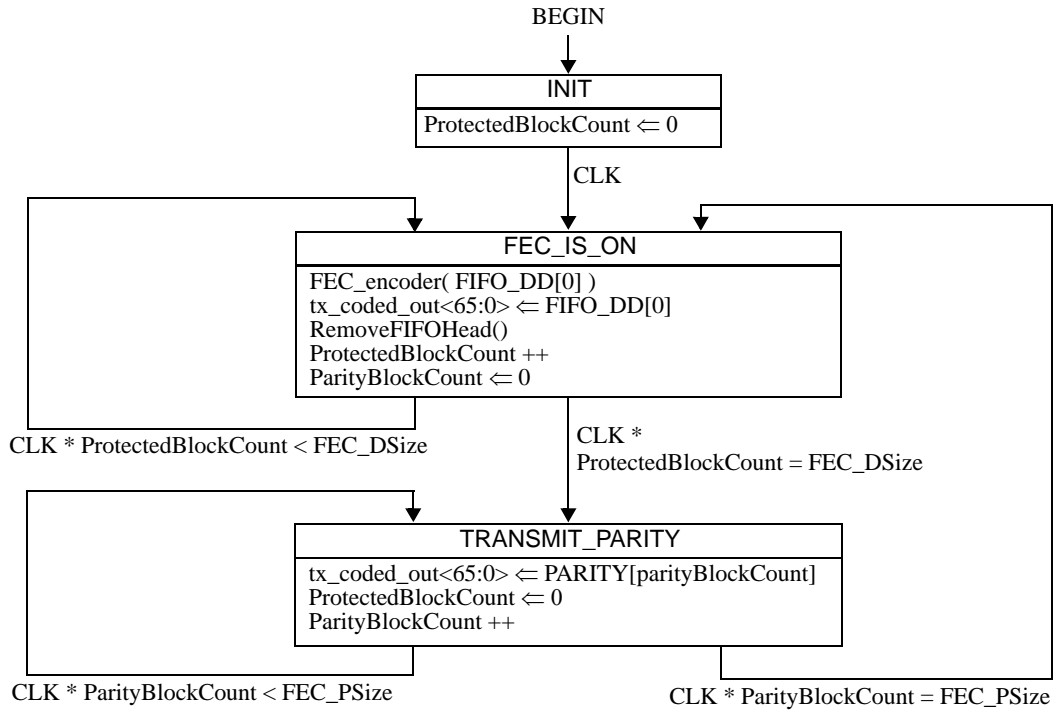 BEGIN
INIT
ProtectedBlockCount ⇐ 0
CLK
FEC_IS_ON
FEC_encoder( FIFO_DD[0] )
tx_coded_out<65:0> ⇐ FIFO_DD[0]
RemoveFIFOHead()
ProtectedBlockCount ++
ParityBlockCount ⇐ 0
CLK * ProtectedBlockCount < FEC_DSize
CLK *
ProtectedBlockCount = FEC_DSize
TRANSMIT_PARITY
tx_coded_out<65:0> ⇐ PARITY[parityBlockCount]
ProtectedBlockCount ⇐ 0
ParityBlockCount ++
CLK * ParityBlockCount < FEC_PSize
CLK * ParityBlockCount = FEC_PSize